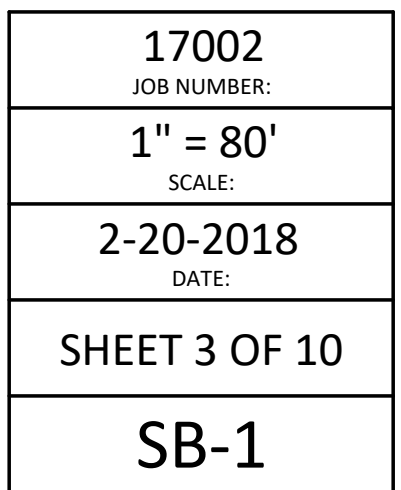 17002
JOB NUMBER:
1" = 80'
SCALE:
2-20-2018
DATE:
SHEET 3 OF 10
SB-1